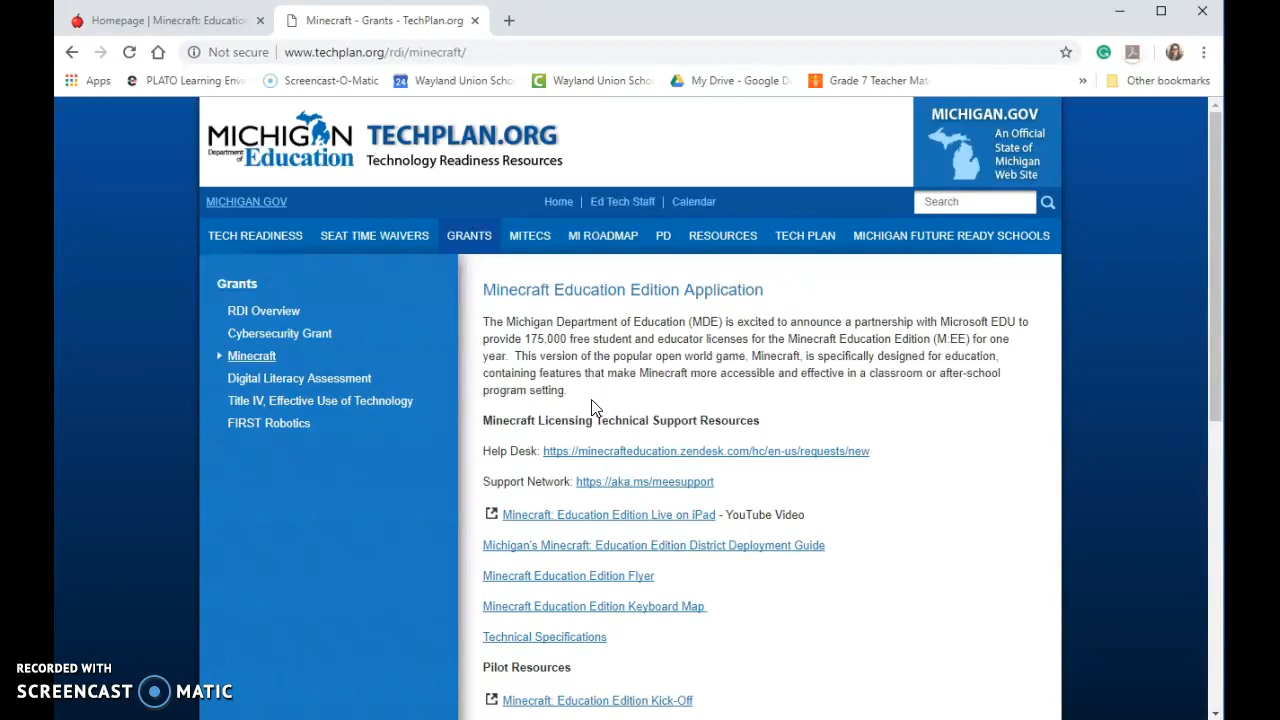 Homepage | Minecraft: Education
Minecraft - Grants - TechPlan.org
Not secure | www.techplan.org/rdi/minecraft/
Apps
PLATO Learning Env
Screencast-O-Matic
24
Wayland Union Scho
Wayland Union Scho
My Drive - Google D
Grade 7 Teacher Mat
»
Other bookmarks
MICHIGAN
Department of Education
TECHPLAN.ORG
Technology Readiness Resources
MICHIGAN.GOV
An Official
State of
Michigan
Web Site
MICHIGAN.GOV
Home | Ed Tech Staff | Calendar
Search
TECH READINESS SEAT TIME WAIVERS GRANTS MITECS MI ROADMAP PD RESOURCES TECH PLAN MICHIGAN FUTURE READY SCHOOLS
Grants
RDI Overview
Cybersecurity Grant
Minecraft
Digital Literacy Assessment
Title IV, Effective Use of Technology
FIRST Robotics
Minecraft Education Edition Application
The Michigan Department of Education (MDE) is excited to announce a partnership with Microsoft EDU to
provide 175,000 free student and educator licenses for the Minecraft Education Edition (M:EE) for one
year. This version of the popular open world game, Minecraft, is specifically designed for education,
containing features that make Minecraft more accessible and effective in a classroom or after-school
program setting.
Minecraft Licensing Technical Support Resources
Help Desk: https://minecrafteducation.zendesk.com/hc/en-us/requests/new
Support Network: https://aka.ms/meesupport
Minecraft: Education Edition Live on iPad - YouTube Video
Michigan's Minecraft: Education Edition District Deployment Guide
Minecraft Education Edition Flyer
Minecraft Education Edition Keyboard Map
Technical Specifications
Pilot Resources
Minecraft: Education Edition Kick-Off
RECORDED WITH
SCREENCAST MATIC